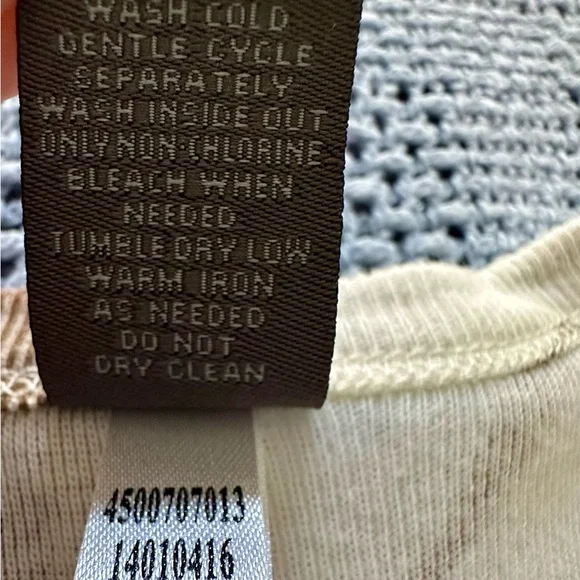 WASH COLD
GENTLE CYCLE
SEPARATELY
WASH INSIDE OUT
ONLY NON-CHLORINE
BLEACH WHEN
NEEDED
TUMBLE DRY LOW
WARM IRON
AS NEEDED
DO NOT
DRY CLEAN
4500707013
14010416